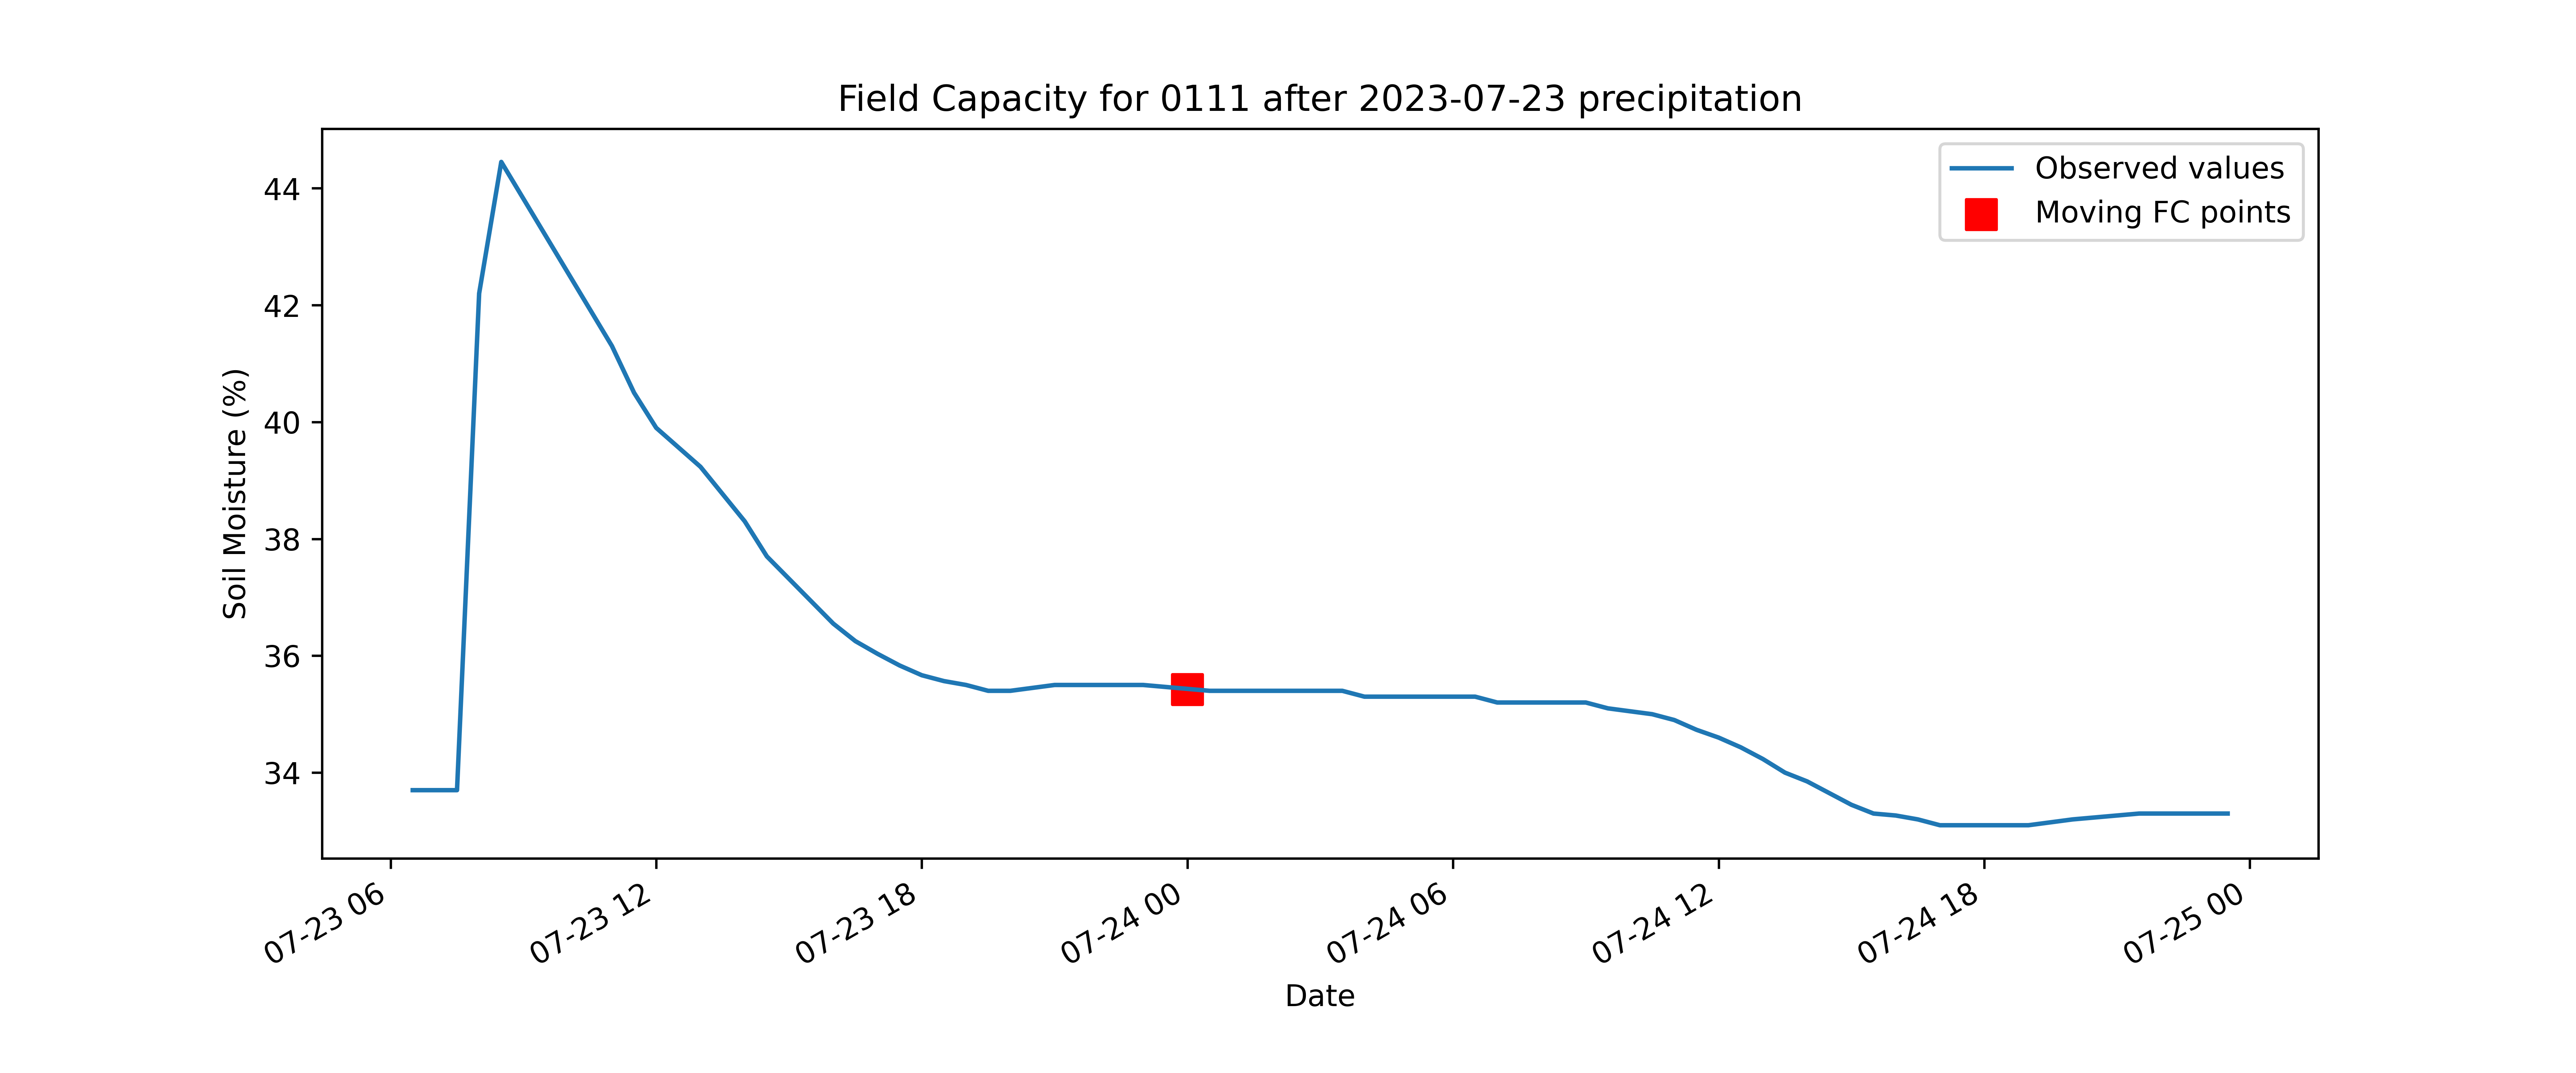 Field Capacity for 0111 after 2023-07-23 precipitation
Observed values
Moving FC points
Soil Moisture (%)
44
42
40
38
36
34
07-23 06
07-23 12
07-23 18
07-24 00
07-24 06
07-24 12
07-24 18
07-25 00
Date